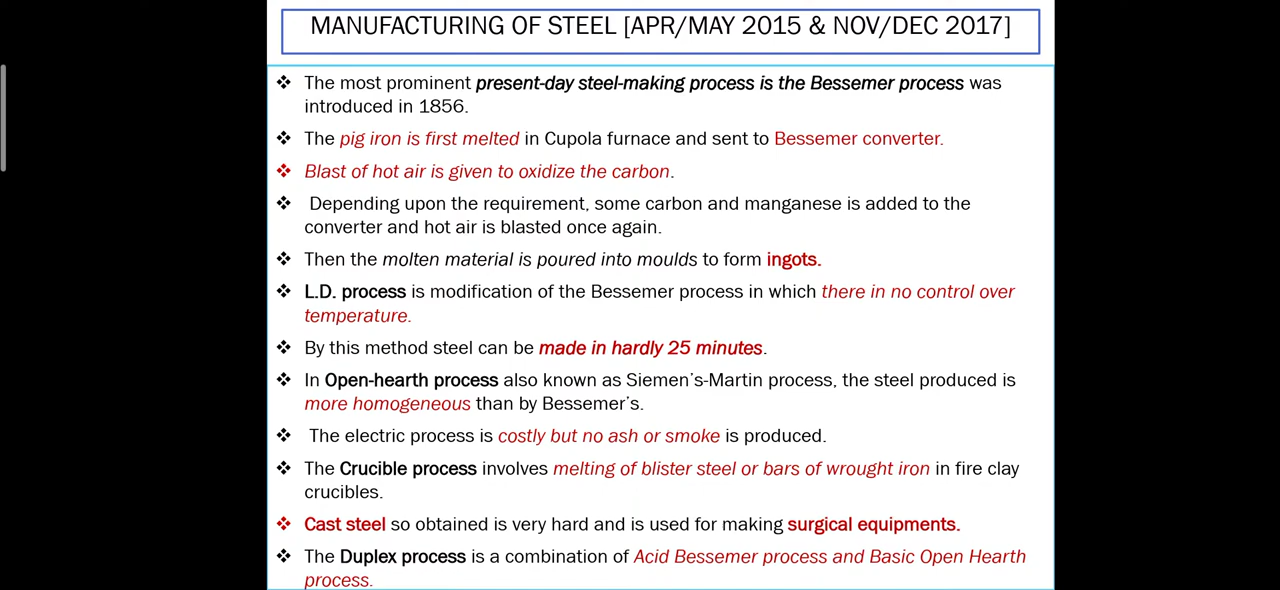 MANUFACTURING OF STEEL [APR/MAY 2015 & NOV/DEC 2017]
❖ The most prominent present-day steel-making process is the Bessemer process was
introduced in 1856.
❖ The pig iron is first melted in Cupola furnace and sent to Bessemer converter.
❖ Blast of hot air is given to oxidize the carbon.
❖ Depending upon the requirement, some carbon and manganese is added to the
converter and hot air is blasted once again.
❖ Then the molten material is poured into moulds to form ingots.
❖ L.D. process is modification of the Bessemer process in which there in no control over
temperature.
❖ By this method steel can be made in hardly 25 minutes.
❖ In Open-hearth process also known as Siemen's-Martin process, the steel produced is
more homogeneous than by Bessemer's.
❖ The electric process is costly but no ash or smoke is produced.
❖ The Crucible process involves melting of blister steel or bars of wrought iron in fire clay
crucibles.
❖ Cast steel so obtained is very hard and is used for making surgical equipments.
❖ The Duplex process is a combination of Acid Bessemer process and Basic Open Hearth
process.